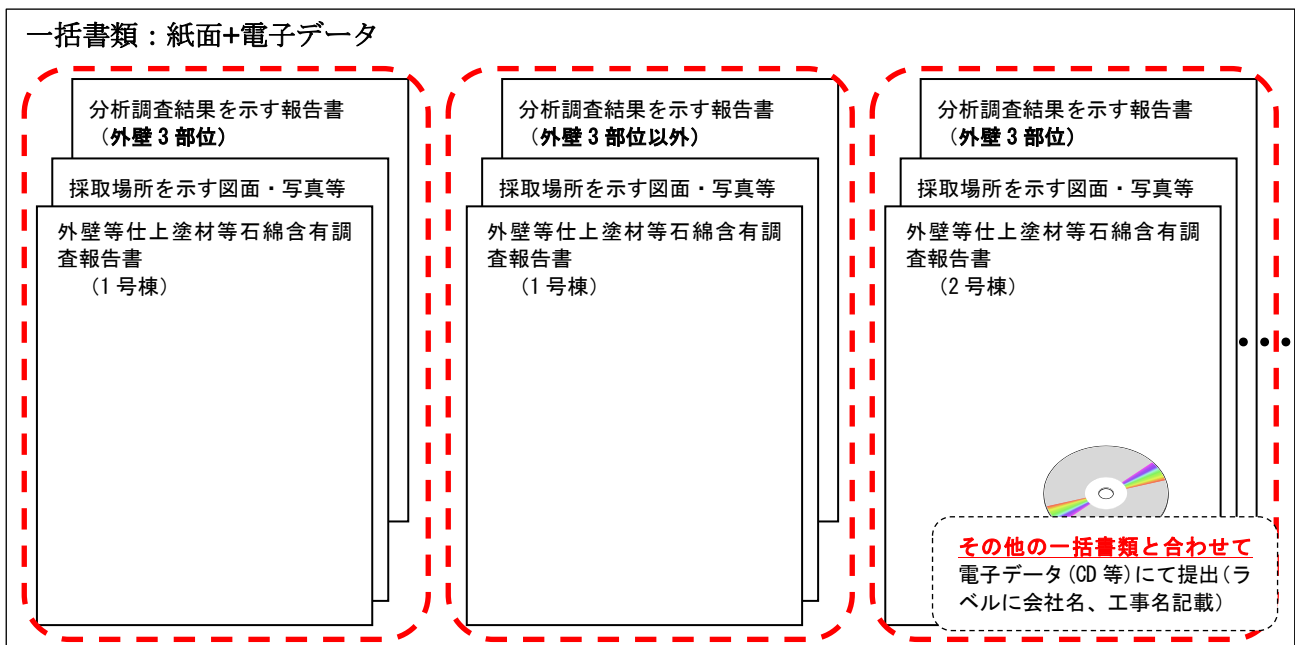 一括書類：紙面+電子データ
分析調査結果を示す報告書
（外壁3部位）
採取場所を示す図面・写真等
外壁等仕上塗材等石綿含有調
査報告書
（1号棟）
分析調査結果を示す報告書
（外壁3部位以外）
採取場所を示す図面・写真等
外壁等仕上塗材等石綿含有調
査報告書
（1号棟）
分析調査結果を示す報告書
（外壁3部位）
採取場所を示す図面・写真等
外壁等仕上塗材等石綿含有調
査報告書
（2号棟）
・・・
その他の一括書類と合わせて
電子データ(CD等)にて提出(ラ
ベルに会社名、工事名記載)